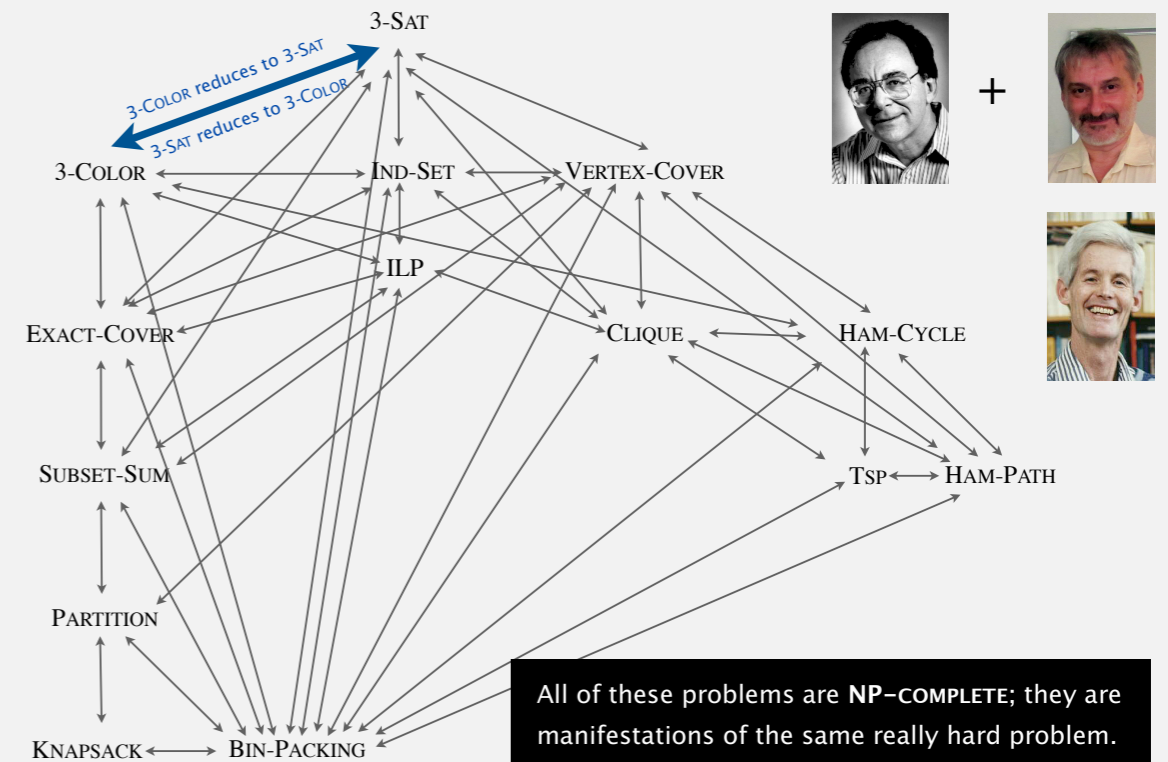 3-SAT
3-COLOR reduces to 3-SAT
3-SAT reduces to 3-COLOR
+
3-COLOR
IND-SET
VERTEX-COVER
ILP
EXACT-COVER
CLIQUE
HAM-CYCLE
SUBSET-SUM
TSP
HAM-PATH
PARTITION
All of these problems are NP-COMPLETE; they are
manifestations of the same really hard problem.
KNAPSACK
BIN-PACKING